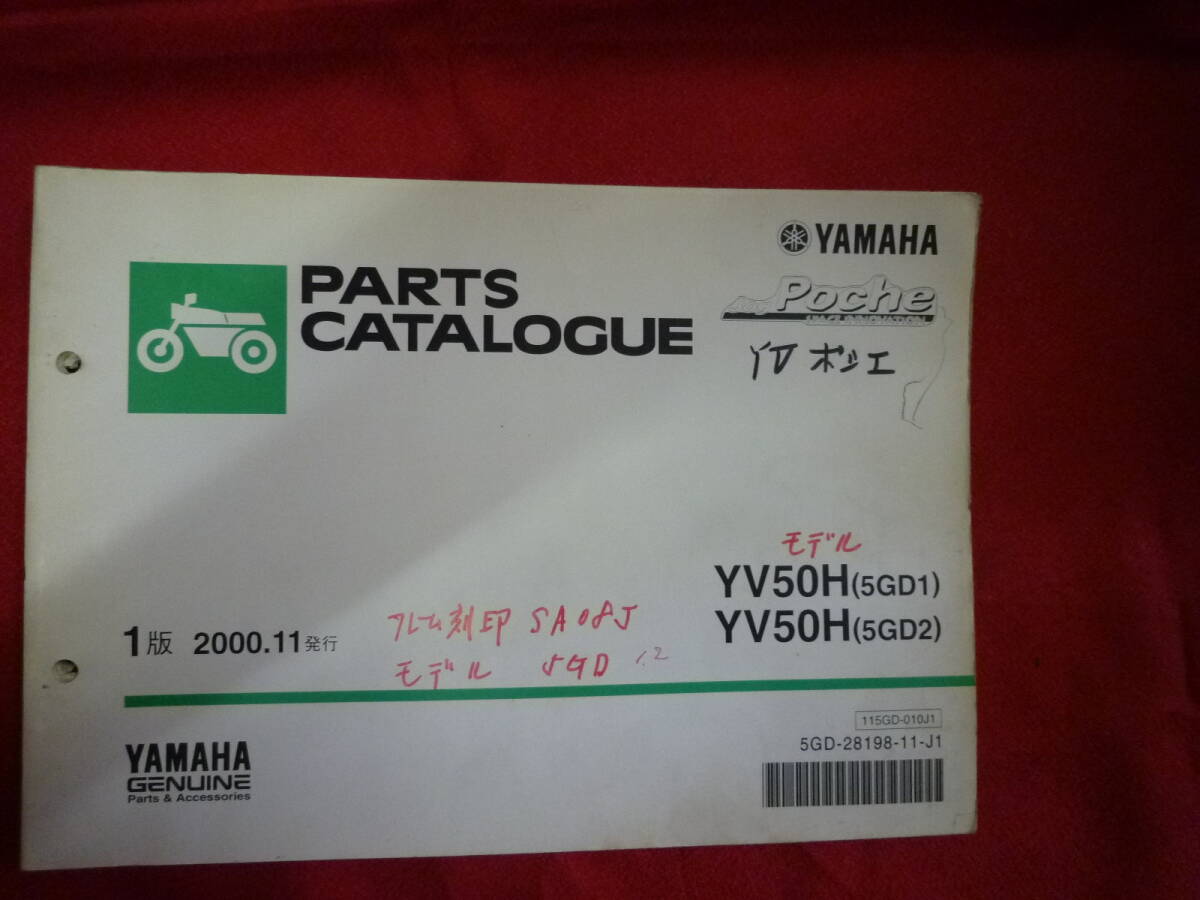 YAMAHA
PARTS
CATALOGUE
Poche
ポシエ
モデル
YV50H(5GD1)
YV50H(5GD2)
1版 2000.11発行
フレーム刻印 SA08J
モデル 5GD 1.2
115GD-010J1
5GD-28198-11-J1
YAMAHA
GENUINE
Parts & Accessories